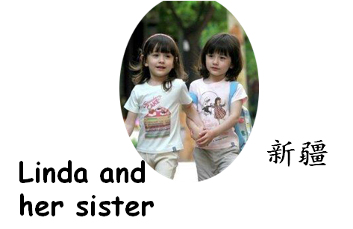 新疆
Linda and
her sister